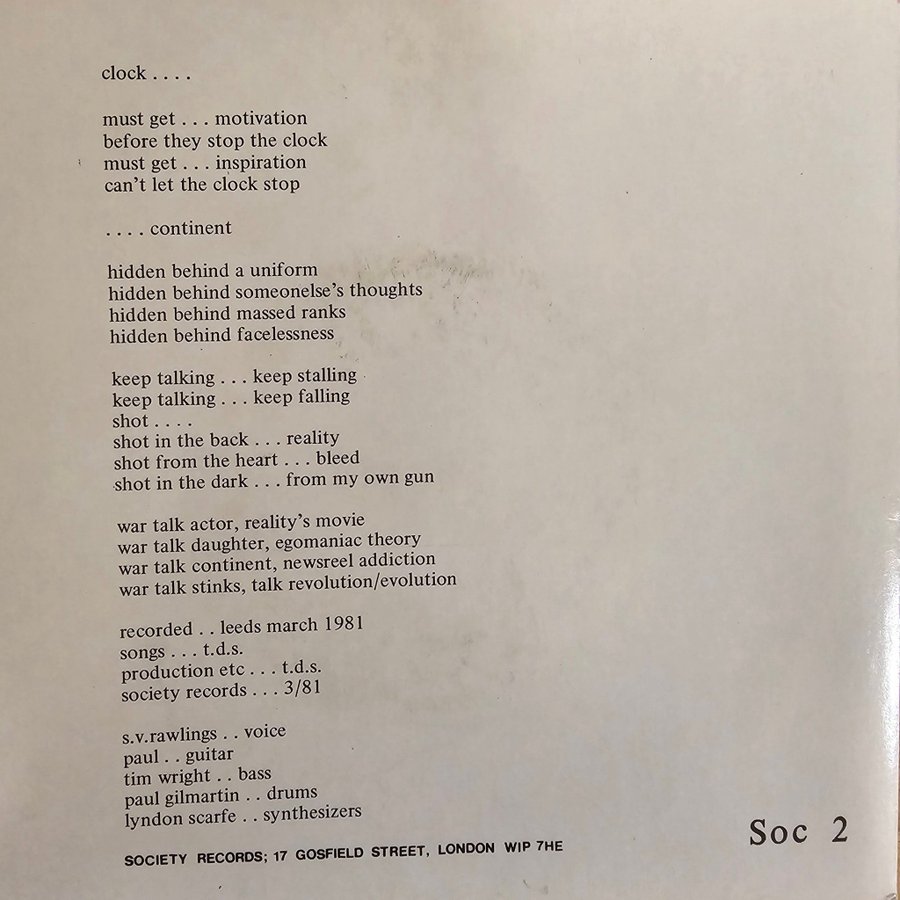 clock . . . .
must get . . . motivation
before they stop the clock
must get . . . inspiration
can't let the clock stop
. . . . continent
hidden behind a uniform
hidden behind someonelse's thoughts
hidden behind massed ranks
hidden behind facelessness
keep talking . . . keep stalling
keep talking . . . keep falling
shot . . . .
shot in the back . . . reality
shot from the heart . . . bleed
shot in the dark . . . from my own gun
war talk actor, reality's movie
war talk daughter, egomaniac theory
war talk continent, newsreel addiction
war talk stinks, talk revolution/evolution
recorded . . leeds march 1981
songs . . . t.d.s.
production etc . . . t.d.s.
society records . . . 3/81
s.v.rawlings . . voice
paul . . guitar
tim wright . . bass
paul gilmartin . . drums
lyndon scarfe . . synthesizers
SOCIETY RECORDS; 17 GOSFIELD STREET, LONDON WIP 7HE
Soc 2